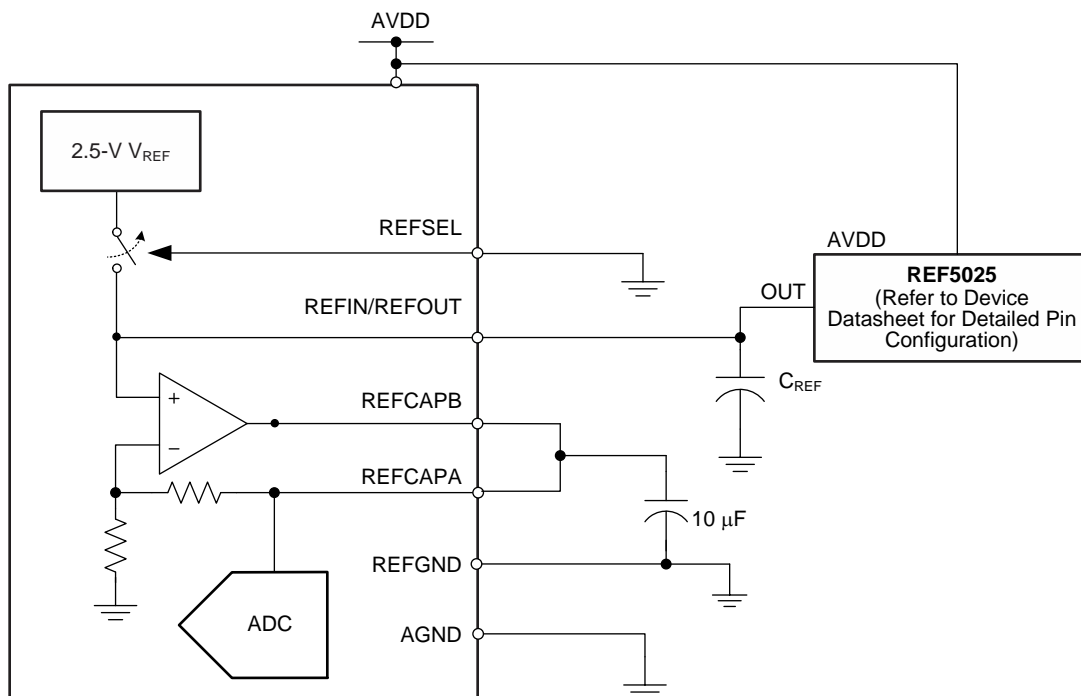 AVDD
2.5-V VREF
REFSEL
AVDD
REF5025
(Refer to Device
Datasheet for Detailed Pin
Configuration)
OUT
REFIN/REFOUT
CREF
+
REFCAPB
−
REFCAPA
10 μF
REFGND
ADC
AGND